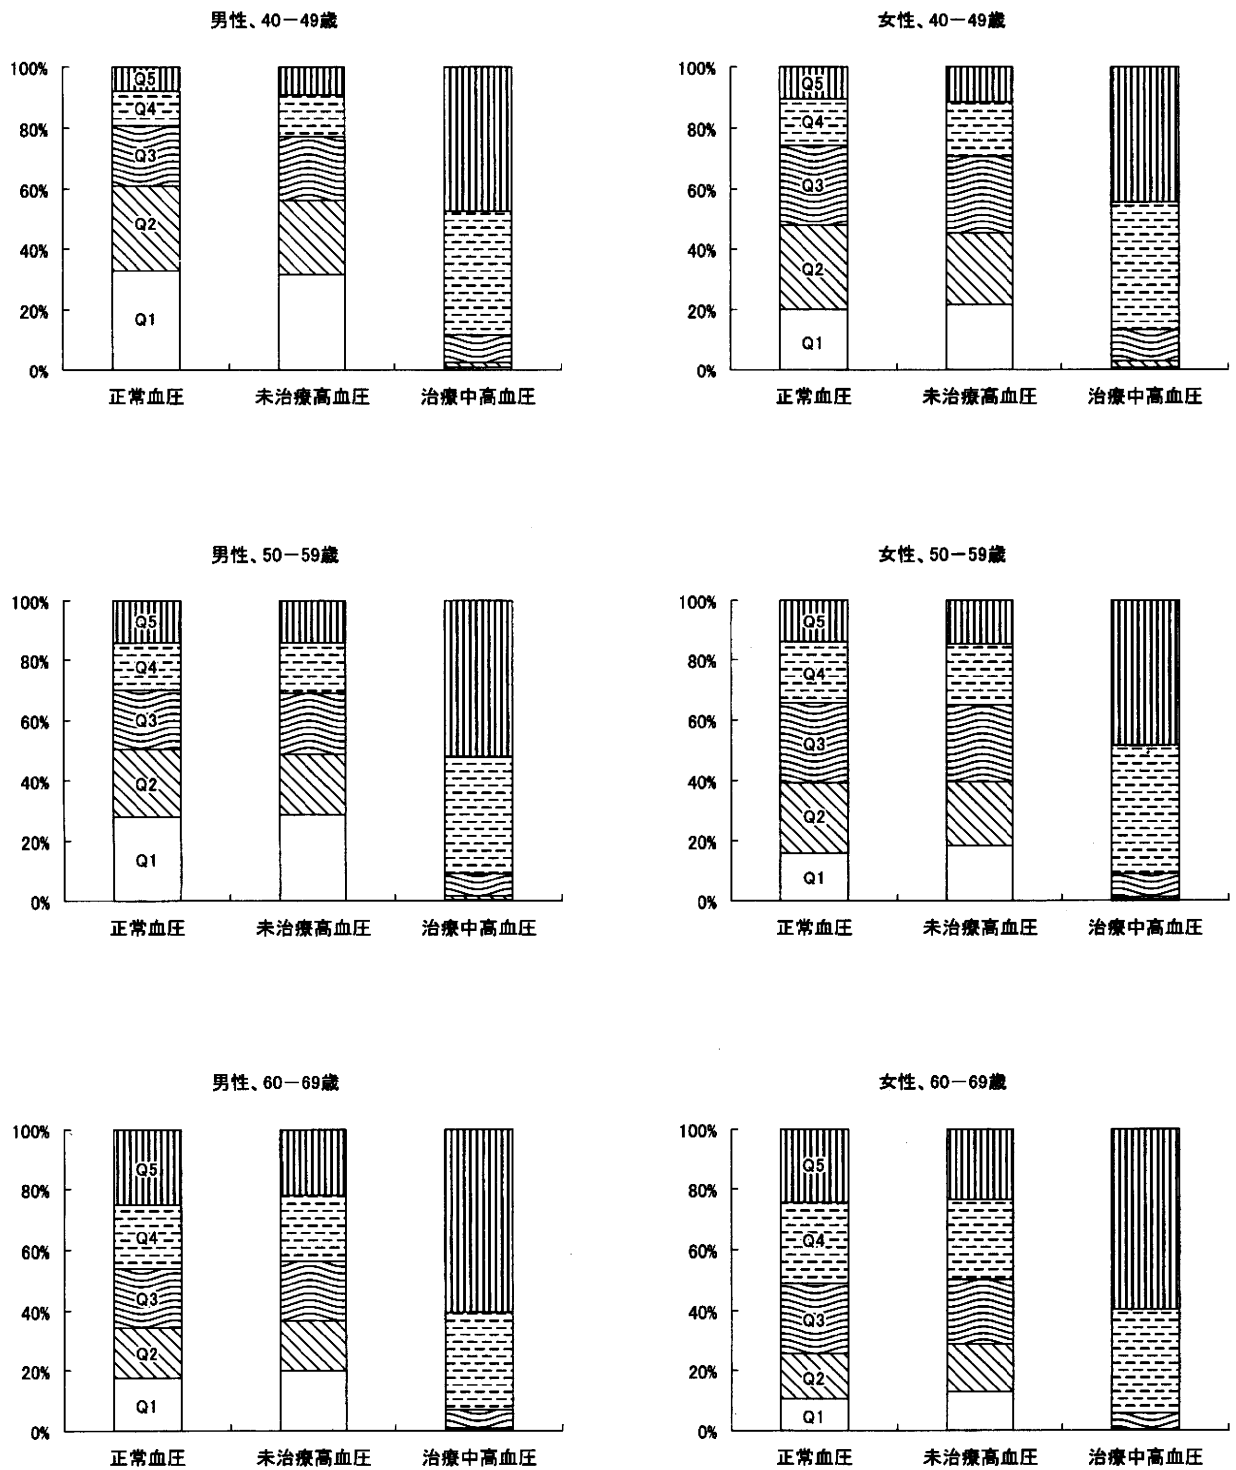 男性、40－49歳
100%
80%
60%
40%
20%
0%
Q5
Q4
Q3
Q2
Q1
正常血圧 未治療高血圧 治療中高血圧
女性、40－49歳
100%
80%
60%
40%
20%
0%
Q5
Q4
Q3
Q2
Q1
正常血圧 未治療高血圧 治療中高血圧
男性、50－59歳
100%
80%
60%
40%
20%
0%
Q5
Q4
Q3
Q2
Q1
正常血圧 未治療高血圧 治療中高血圧
女性、50－59歳
100%
80%
60%
40%
20%
0%
Q5
Q4
Q3
Q2
Q1
正常血圧 未治療高血圧 治療中高血圧
男性、60－69歳
100%
80%
60%
40%
20%
0%
Q5
Q4
Q3
Q2
Q1
正常血圧 未治療高血圧 治療中高血圧
女性、60－69歳
100%
80%
60%
40%
20%
0%
Q5
Q4
Q3
Q2
Q1
正常血圧 未治療高血圧 治療中高血圧